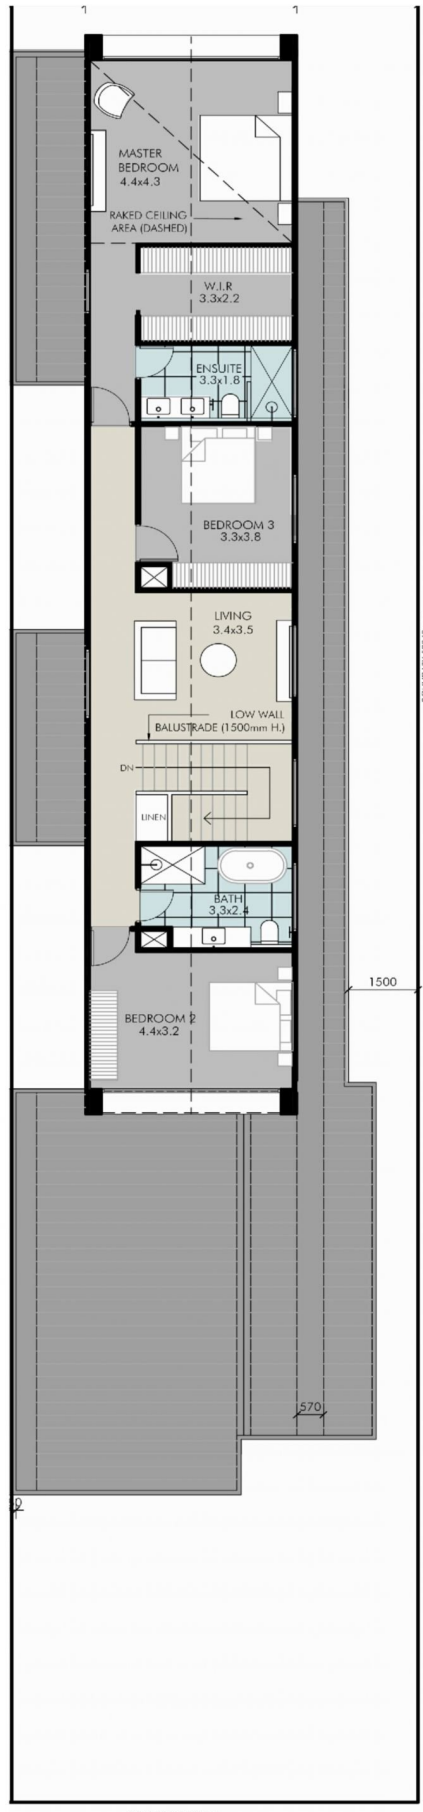 MASTER
BEDROOM
4.4x4.3
RAKED CEILING
AREA (DASHED)
W.I.R
3.3x2.2
ENSUITE
3.3x1.8
BEDROOM 3
3.3x3.8
LIVING
3.4x3.5
LOW WALL
BALUSTRADE (1500mm H.)
DN
LINEN
BATH
3.3x2.4
1500
BEDROOM 2
4.4x3.2
570